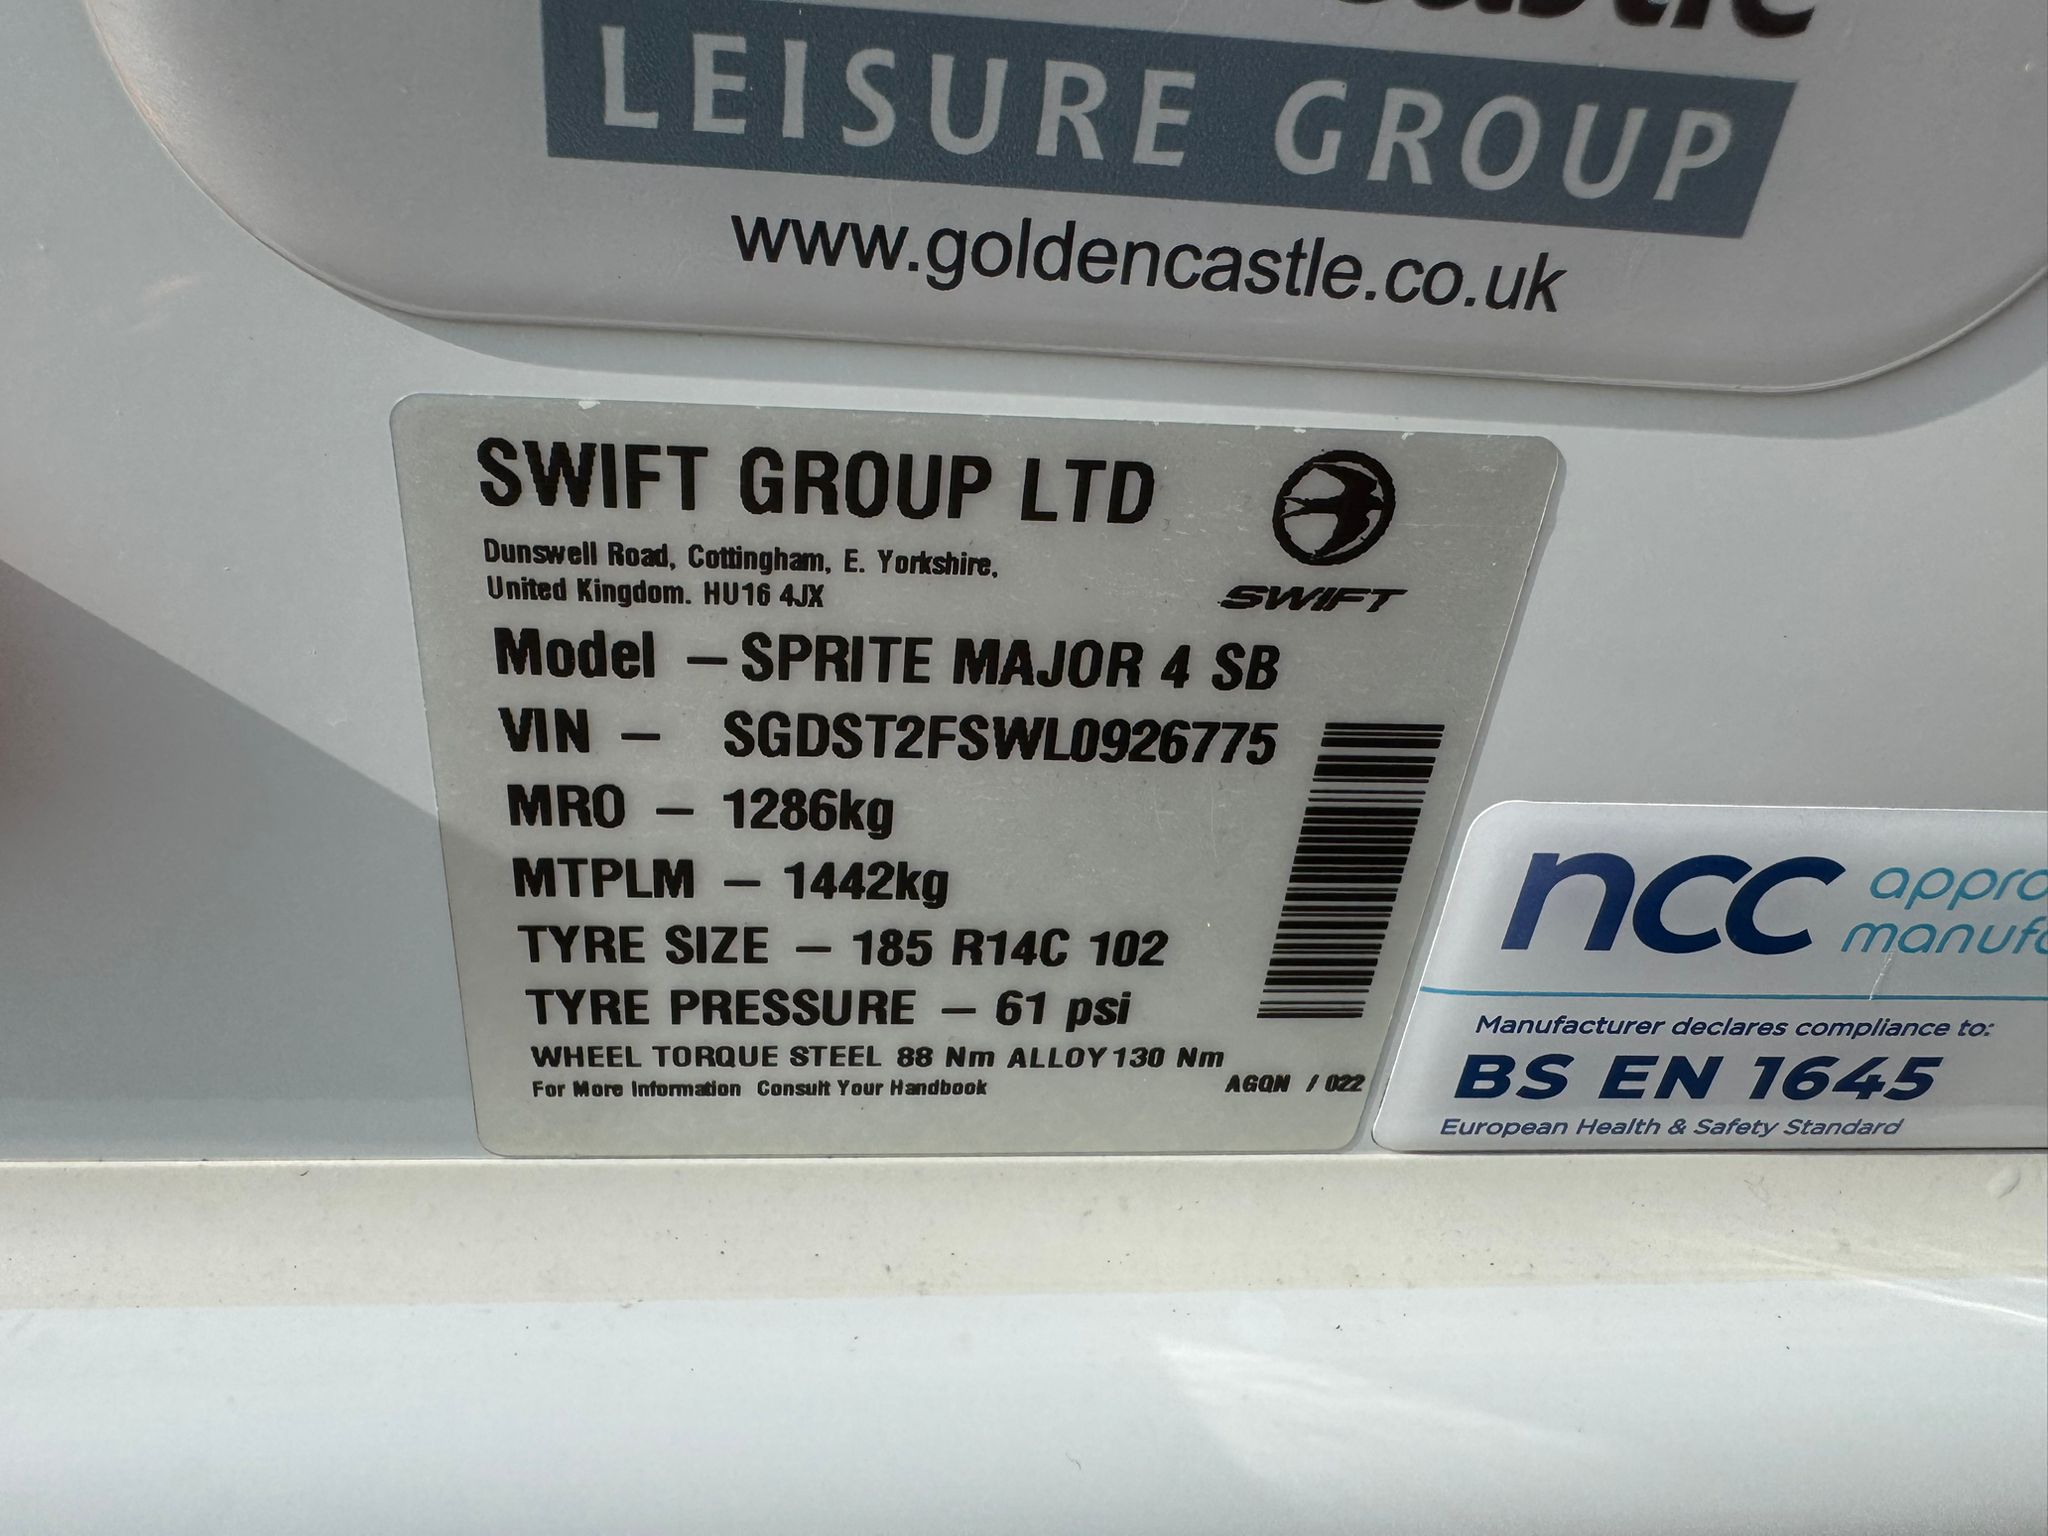 LEISURE GROUP
www.goldencastle.co.uk
SWIFT GROUP LTD
Dunswell Road, Cottingham, E. Yorkshire,
United Kingdom. HU16 4JX
SWIFT
Model – SPRITE MAJOR 4 SB
VIN – SGDST2FSWL0926775
MRO – 1286kg
MTPLM – 1442kg
TYRE SIZE – 185 R14C 102
TYRE PRESSURE – 61 psi
WHEEL TORQUE STEEL 88 Nm ALLOY 130 Nm
For More Information Consult Your Handbook AGQN / 022
ncc
Manufacturer declares compliance to:
BS EN 1645
European Health & Safety Standard